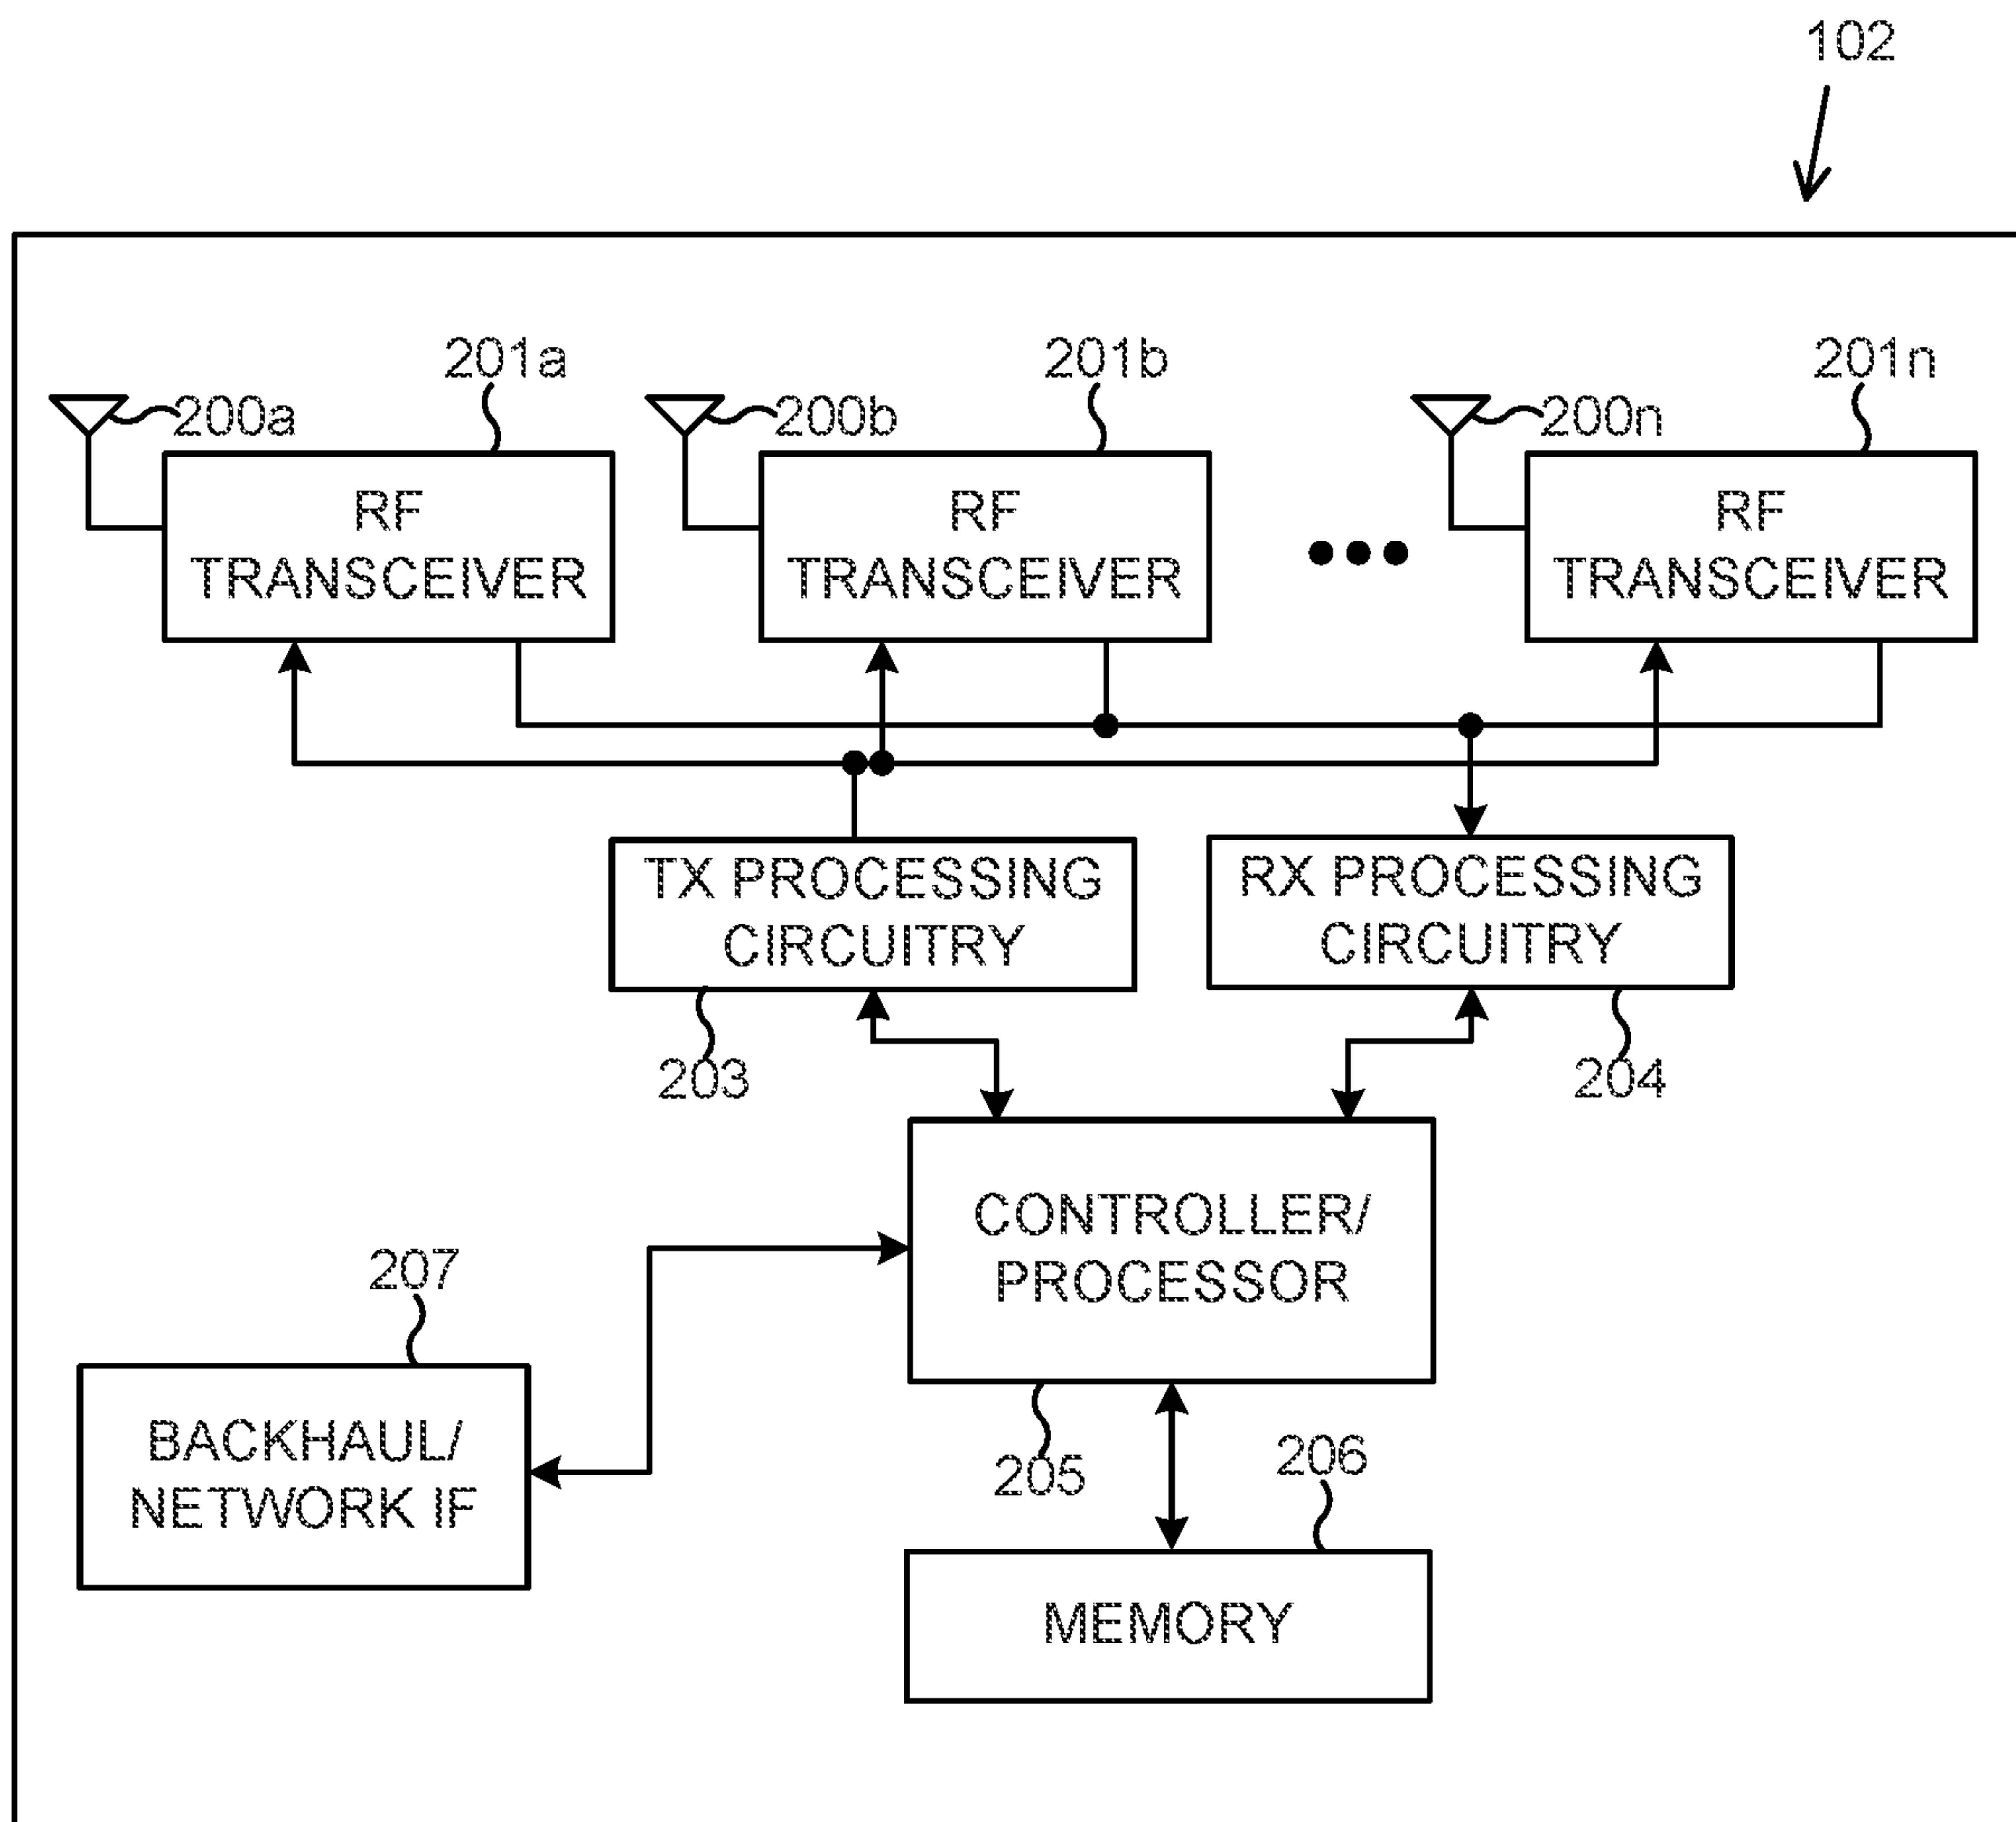 102
201a
201b
201n
200a
200b
200n
RF
TRANSCEIVER
RF
TRANSCEIVER
RF
TRANSCEIVER
TX PROCESSING
CIRCUITRY
RX PROCESSING
CIRCUITRY
203
204
CONTROLLER/
PROCESSOR
207
BACKHAUL/
NETWORK IF
205
206
MEMORY